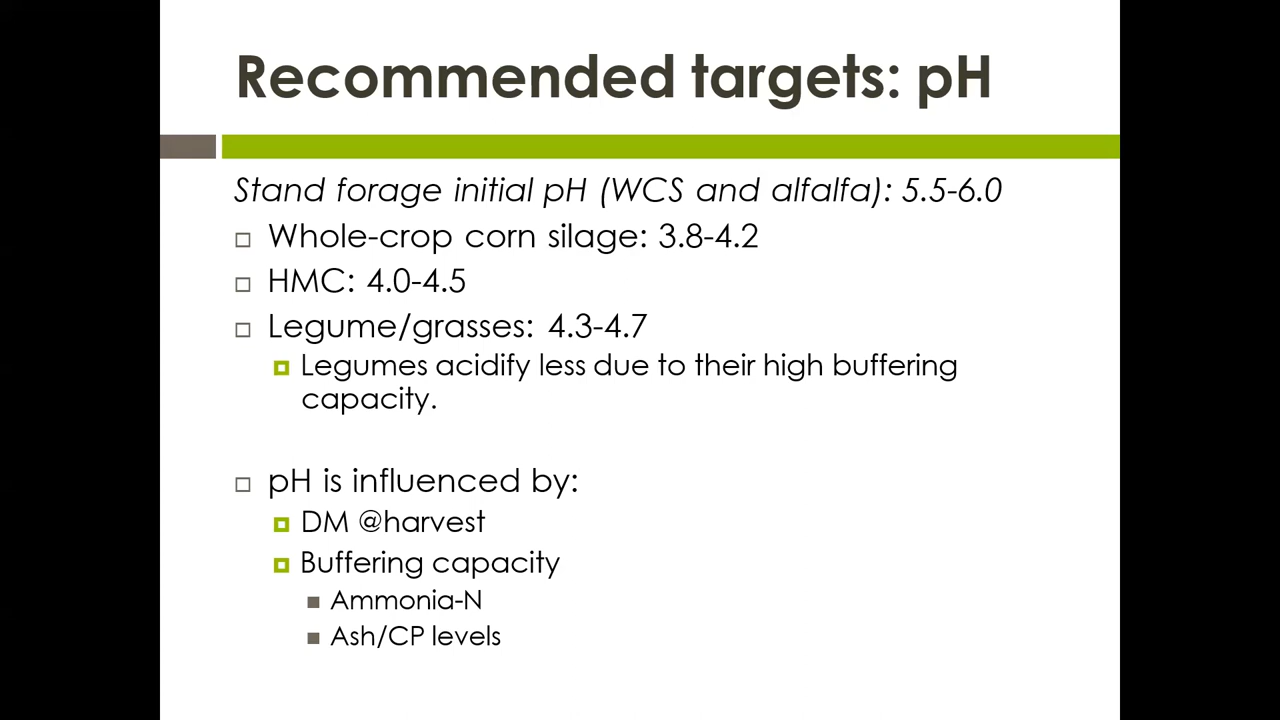 Recommended targets: pH
Stand forage initial pH (WCS and alfalfa): 5.5-6.0
Whole-crop corn silage: 3.8-4.2
HMC: 4.0-4.5
Legume/grasses: 4.3-4.7
Legumes acidify less due to their high buffering
capacity.
pH is influenced by:
DM @harvest
Buffering capacity
Ammonia-N
Ash/CP levels